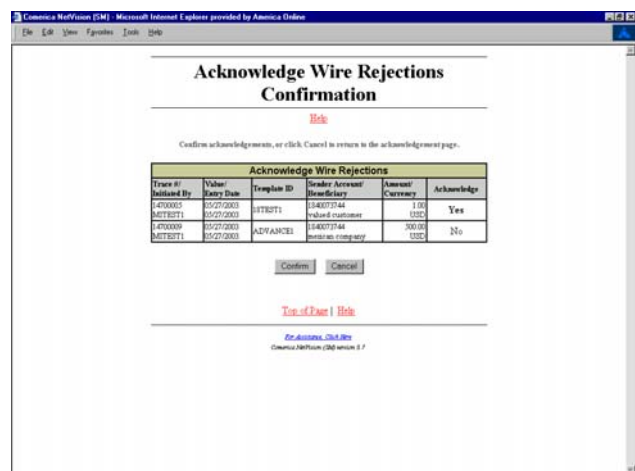 Comerica NetVision (SM) - Microsoft Internet Explorer provided by America Online
File Edit View Favorites Tools Help
Acknowledge Wire Rejections
Confirmation
Help
Confirm acknowledgements, or click Cancel to return to the acknowledgement page.
Acknowledge Wire Rejections
Trace #/ Initiated By Value/ Entry Date Template ID Sender Account/ Beneficiary Amount/ Currency Acknowledge
14700005 MITEST1 05/27/2003 05/27/2003 18TEST1 1840073744 valued customer 1.00 USD Yes
14700009 MITEST1 05/27/2003 05/27/2003 ADVANCE1 1840073744 mexican company 500.00 USD No
Confirm Cancel
Top of Page | Help
For Assistance, Click Here
Comerica NetVision (SM) version 5.7